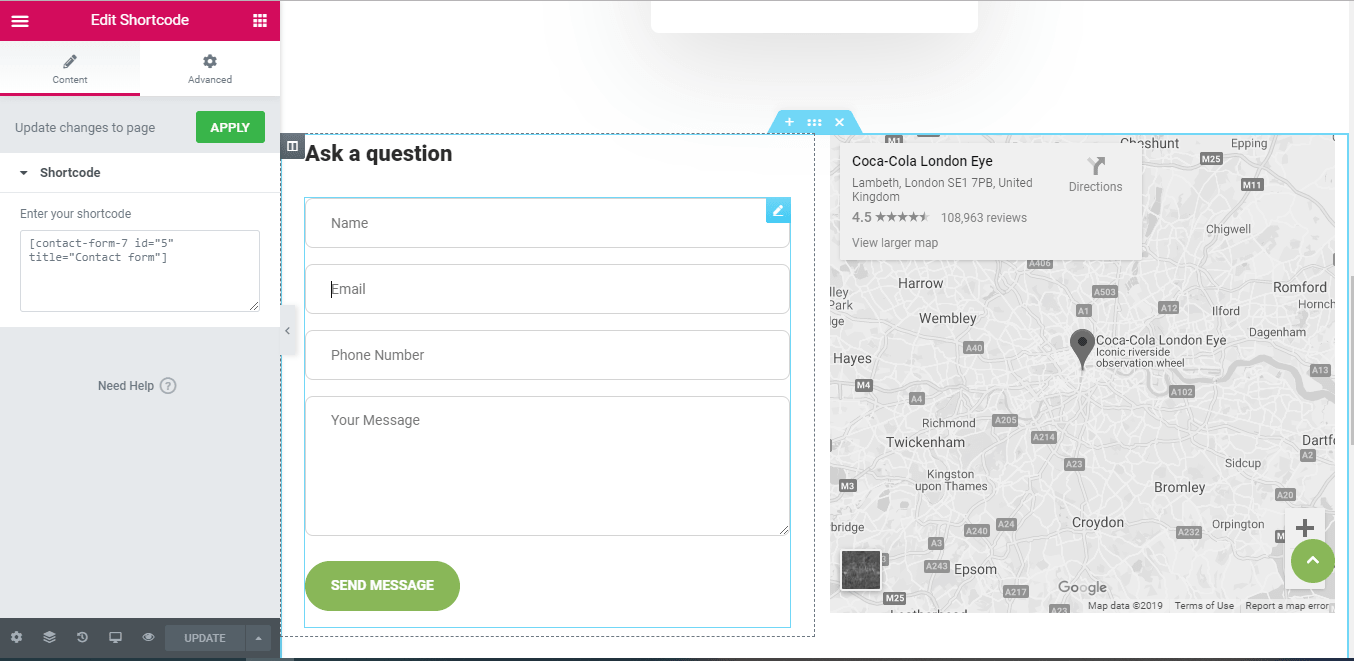 Edit Shortcode
Content
Advanced
Update changes to page
APPLY
Shortcode
Enter your shortcode
[contact-form-7 id="5"
title="Contact form"]
Need Help ?
UPDATE
Ask a question
Name
Email
Phone Number
Your Message
SEND MESSAGE
Coca-Cola London Eye
Lambeth, London SE1 7PB, United
Kingdom
Directions
4.5 108,963 reviews
View larger map
Cheshunt
Epping
M25
M11
Chigwell
Harrow
A406
A503
Romford
Hornch
Park
A1
A12
Ilford
Wembley
Dagenham
Coca-Cola London Eye
Iconic riverside
observation wheel
A40
Hayes
A13
M4
A4
A102
Richmond
A205
Twickenham
A214
Dartf
A2
A23
Sidcup
Kingston
upon Thames
M3
Bromley
A20
bridge
A240
A24
Croydon
A232
Orpington
A3
A243
Epsom
A217
M25
A23
Google
Map data ©2019 Terms of Use Report a map error